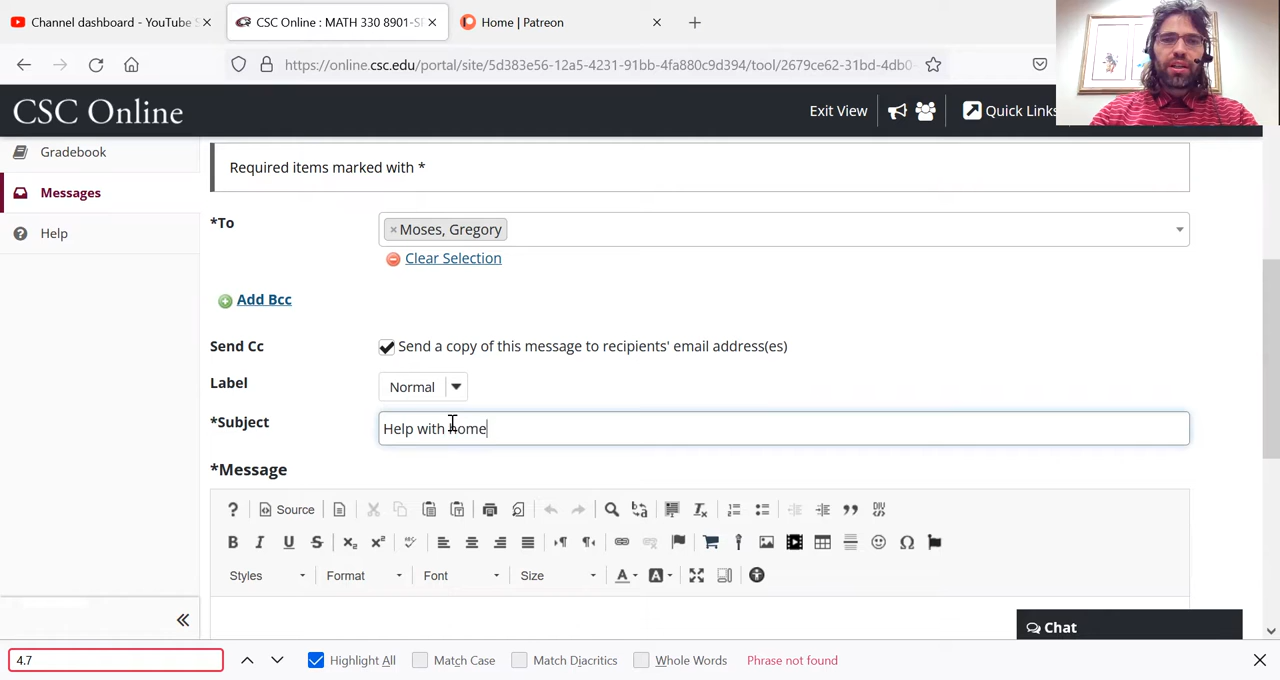 Channel dashboard - YouTube S
CSC Online : MATH 330 8901-SP
Home | Patreon
https://online.csc.edu/portal/site/5d383e56-12a5-4231-91bb-4fa880c9d394/tool/2679ce62-31bd-4db0-
CSC Online
Exit View
Quick Links
Gradebook
Messages
Help
Required items marked with *
*To
× Moses, Gregory
Clear Selection
Add Bcc
Send Cc
Send a copy of this message to recipients' email address(es)
Label
Normal
*Subject
Help with home
*Message
? Source
B I U S x₂ x²
Styles Format Font Size A A
Chat
4.7
Highlight All Match Case Match Diacritics Whole Words Phrase not found